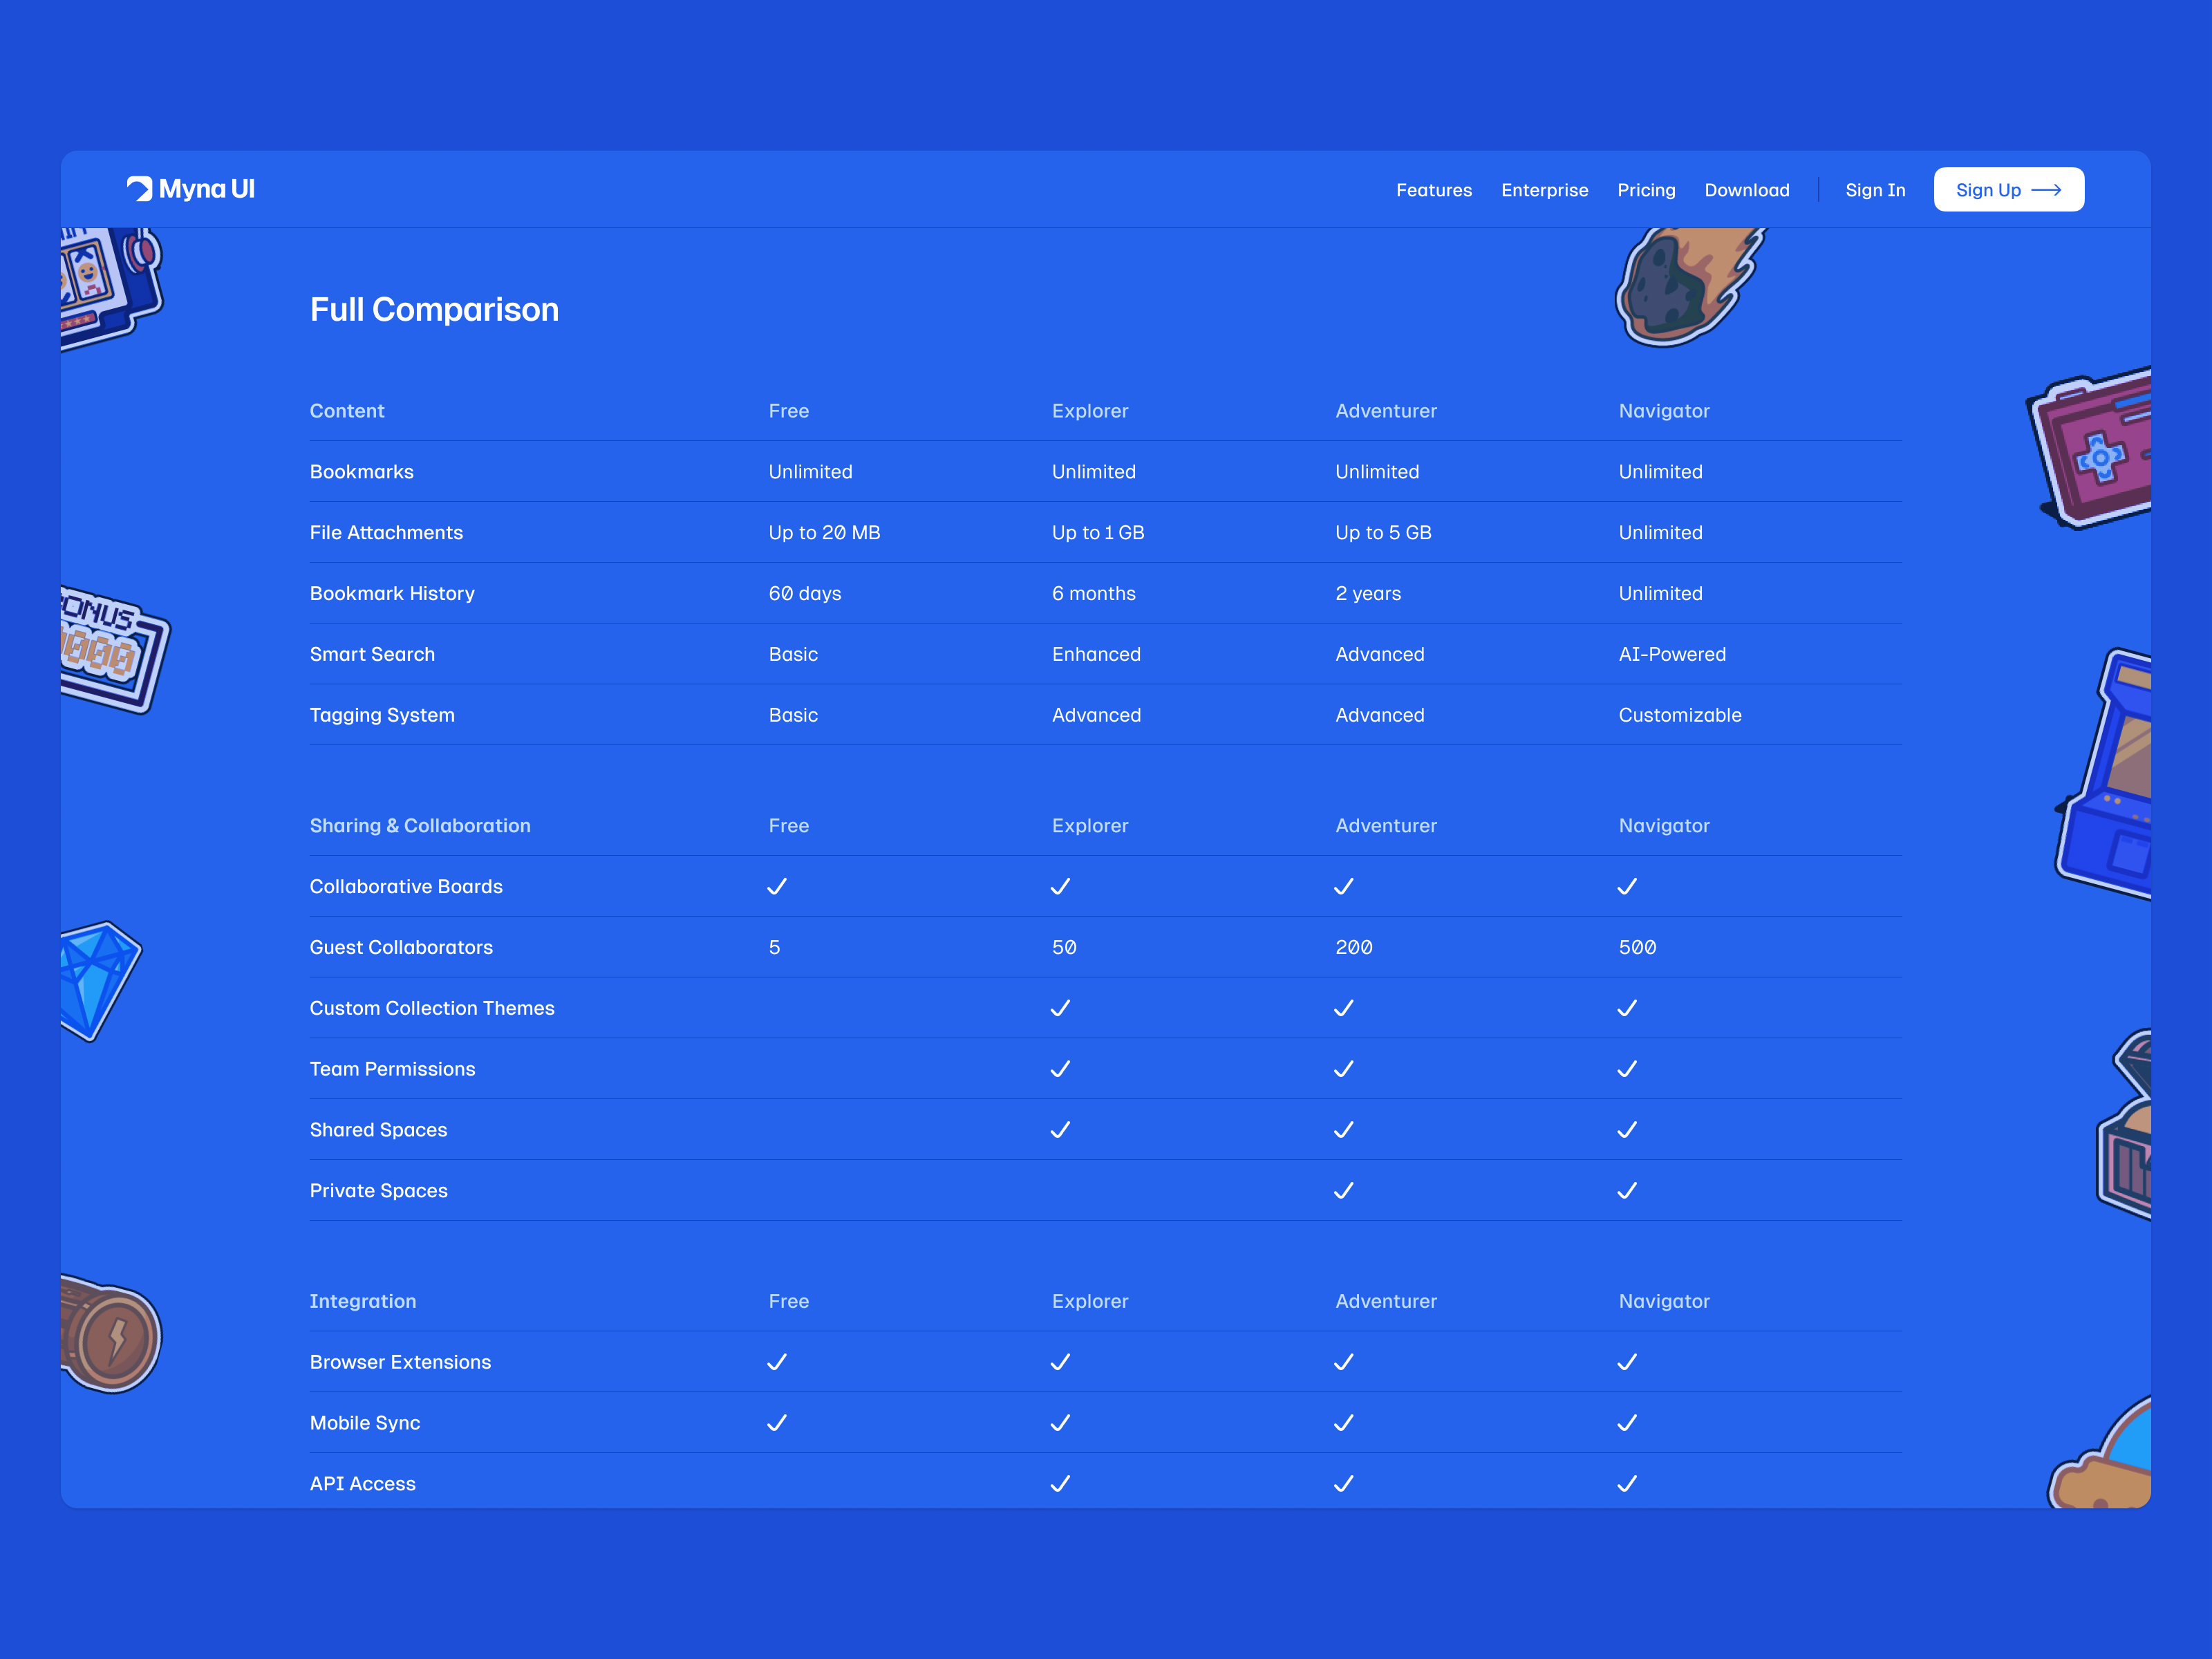 Myna UI
Features Enterprise Pricing Download Sign In Sign Up
Full Comparison
Content Free Explorer Adventurer Navigator
Bookmarks Unlimited Unlimited Unlimited Unlimited
File Attachments Up to 20 MB Up to 1 GB Up to 5 GB Unlimited
Bookmark History 60 days 6 months 2 years Unlimited
Smart Search Basic Enhanced Advanced AI-Powered
Tagging System Basic Advanced Advanced Customizable
Sharing & Collaboration Free Explorer Adventurer Navigator
Collaborative Boards ✓ ✓ ✓ ✓
Guest Collaborators 5 50 200 500
Custom Collection Themes ✓ ✓ ✓
Team Permissions ✓ ✓ ✓
Shared Spaces ✓ ✓ ✓
Private Spaces ✓ ✓
Integration Free Explorer Adventurer Navigator
Browser Extensions ✓ ✓ ✓ ✓
Mobile Sync ✓ ✓ ✓ ✓
API Access ✓ ✓ ✓